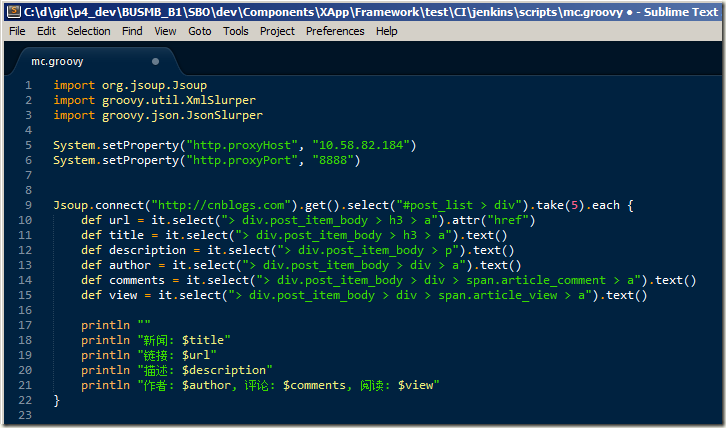 C:\d\git\p4_dev\BUSMB_B1\SBO\dev\Components\XApp\Framework\test\CI\jenkins\scripts\mc.groovy • - Sublime Text
File Edit Selection Find View Goto Tools Project Preferences Help
mc.groovy
1 import org.jsoup.Jsoup
2 import groovy.util.XmlSlurper
3 import groovy.json.JsonSlurper
4
5 System.setProperty("http.proxyHost", "10.58.82.184")
6 System.setProperty("http.proxyPort", "8888")
7
8
9 Jsoup.connect("http://cnblogs.com").get().select("#post_list > div").take(5).each {
10     def url = it.select("> div.post_item_body > h3 > a").attr("href")
11     def title = it.select("> div.post_item_body > h3 > a").text()
12     def description = it.select("> div.post_item_body > p").text()
13     def author = it.select("> div.post_item_body > div > a").text()
14     def comments = it.select("> div.post_item_body > div > span.article_comment > a").text()
15     def view = it.select("> div.post_item_body > div > span.article_view > a").text()
16
17     println ""
18     println "新闻: $title"
19     println "链接: $url"
20     println "描述: $description"
21     println "作者: $author, 评论: $comments, 阅读: $view"
22 }
23